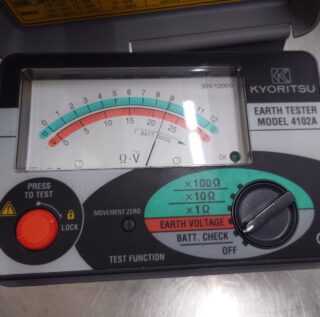 30V/1200Ω
KYORITSU
EARTH TESTER
MODEL 4102A
0 1 2 3 4 5 6 7 8 9 10 11 12
0 5 10 15 20 25 30
BATT. GOOD
Ω-V
OK
PRESS
TO TEST
LOCK
MOVEMENT ZERO
TEST FUNCTION
×100Ω
×10Ω
×1Ω
EARTH VOLTAGE
BATT. CHECK
OFF